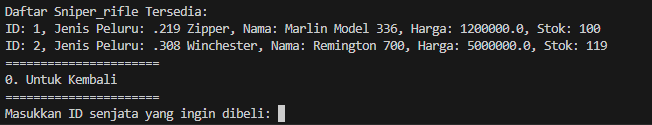 Daftar Sniper_rifle Tersedia:
ID: 1, Jenis Peluru: .219 Zipper, Nama: Marlin Model 336, Harga: 1200000.0, Stok: 100
ID: 2, Jenis Peluru: .308 Winchester, Nama: Remington 700, Harga: 5000000.0, Stok: 119
======================
0. Untuk Kembali
======================
Masukkan ID senjata yang ingin dibeli: